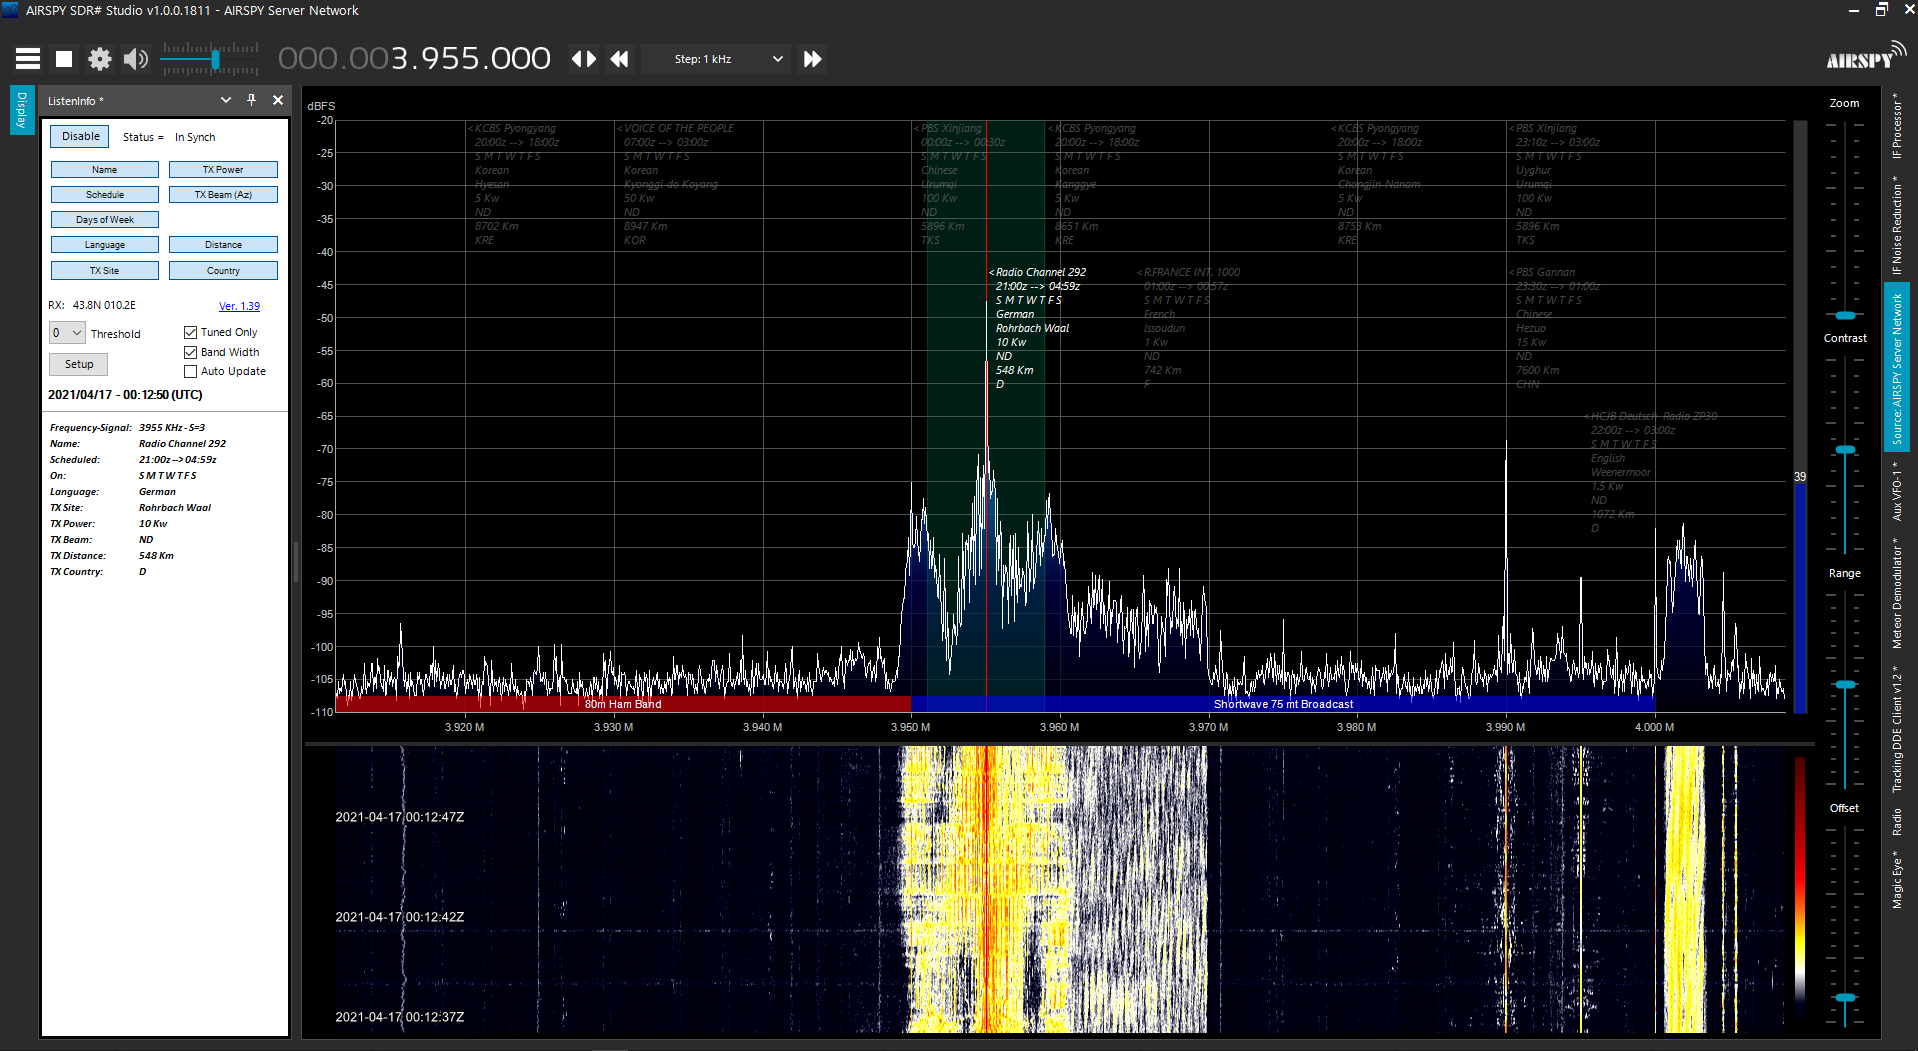 AIRSPY SDR# Studio v1.0.0.1811 - AIRSPY Server Network
000.003.955.000
Step: 1 kHz
AIRSPY
Display
ListenInfo *
Disable
Status = In Synch
Name
TX Power
Schedule
TX Beam (Az)
Days of Week
Language
Distance
TX Site
Country
RX: 43.8N 010.2E
Ver. 1.39
0
Threshold
Tuned Only
Band Width
Setup
Auto Update
2021/04/17 - 00:12:50 (UTC)
Frequency-Signal: 3955 KHz - S=3
Name: Radio Channel 292
Scheduled: 21:00z --> 04:59z
On: S M T W T F S
Language: German
TX Site: Rohrbach Waal
TX Power: 10 Kw
TX Beam: ND
TX Distance: 548 Km
TX Country: D
dBFS
-20
-25
-30
-35
-40
-45
-50
-55
-60
-65
-70
-75
-80
-85
-90
-95
-100
-105
-110
<KCBS Pyongyang
20:00z --> 18:00z
S M T W T F S
Korean
Hyesan
5 Kw
ND
8702 Km
KRE
<VOICE OF THE PEOPLE
07:00z --> 03:00z
S M T W T F S
Korean
Kyonggi-do Koyang
50 Kw
ND
8947 Km
KOR
<PBS Xinjiang
00:00z --> 00:30z
S M T W T F S
Chinese
Urumqi
100 Kw
ND
5896 Km
TKS
<KCBS Pyongyang
20:00z --> 18:00z
S M T W T F S
Korean
Kanggye
5 Kw
ND
8651 Km
KRE
<KCBS Pyongyang
20:00z --> 18:00z
S M T W T F S
Korean
Chongjin-Nanam
5 Kw
ND
8753 Km
KRE
<PBS Xinjiang
23:10z --> 03:00z
S M T W T F S
Uyghur
Urumqi
100 Kw
ND
5896 Km
TKS
<Radio Channel 292
21:00z --> 04:59z
S M T W T F S
German
Rohrbach Waal
10 Kw
ND
548 Km
D
<R.FRANCE INT. 1000
01:00z --> 00:57z
S M T W T F S
French
Issoudun
1 Kw
ND
742 Km
F
<PBS Gannan
23:30z --> 01:00z
S M T W T F S
Chinese
Hezuo
15 Kw
ND
7600 Km
CHN
<HCJB Deutsch Radio ZP30
22:00z --> 03:00z
S M T W T F S
English
Weenermoor
1.5 Kw
ND
1072 Km
D
39
80m Ham Band
Shortwave 75 mt Broadcast
3.920 M
3.930 M
3.940 M
3.950 M
3.960 M
3.970 M
3.980 M
3.990 M
4.000 M
2021-04-17 00:12:47Z
2021-04-17 00:12:42Z
2021-04-17 00:12:37Z
Zoom
Contrast
Range
Offset
IF Processor *
IF Noise Reduction *
Source: AIRSPY Server Network
Aux VFO-1 *
Meteor Demodulator *
Tracking DDE Client v1.2 *
Radio
Magic Eye *